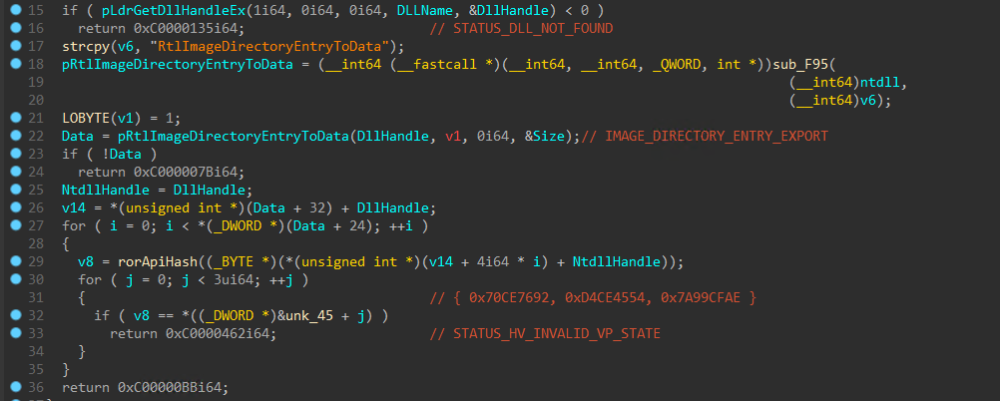 15 if ( pLdrGetDllHandleEx(1i64, 0i64, 0i64, DLLName, &DllHandle) < 0 )
16 return 0xC0000135i64; // STATUS_DLL_NOT_FOUND
17 strcpy(v6, "RtlImageDirectoryEntryToData");
18 pRtlImageDirectoryEntryToData = (__int64 (__fastcall *)(__int64, __int64, _QWORD, int *))sub_F95(
19 (__int64)ntdll,
20 (__int64)v6);
21 LOBYTE(v1) = 1;
22 Data = pRtlImageDirectoryEntryToData(DllHandle, v1, 0i64, &Size);// IMAGE_DIRECTORY_ENTRY_EXPORT
23 if ( !Data )
24 return 0xC000007Bi64;
25 NtdllHandle = DllHandle;
26 v14 = *(unsigned int *)(Data + 32) + DllHandle;
27 for ( i = 0; i < *(_DWORD *)(Data + 24); ++i )
28 {
29 v8 = rorApiHash((_BYTE *)(*(unsigned int *)(v14 + 4i64 * i) + NtdllHandle));
30 for ( j = 0; j < 3ui64; ++j )
31 { // { 0x70CE7692, 0xD4CE4554, 0x7A99CFAE }
32 if ( v8 == *((_DWORD *)&unk_45 + j) )
33 return 0xC0000462i64; // STATUS_HV_INVALID_VP_STATE
34 }
35 }
36 return 0xC00000BBi64;